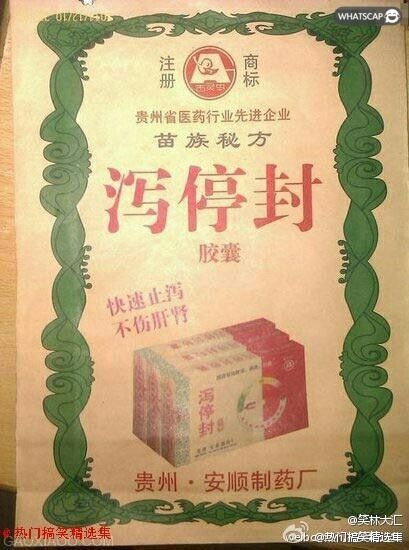 WHATSCAP
注册
商标
贵州省医药行业先进企业
苗族秘方
泻停封
胶囊
快速止泻
不伤肝肾
泻停封
贵州·安顺制药厂
@笑林大汇
热门搞笑精选集
@热门搞笑精选集
GAOXIAOJX.COM